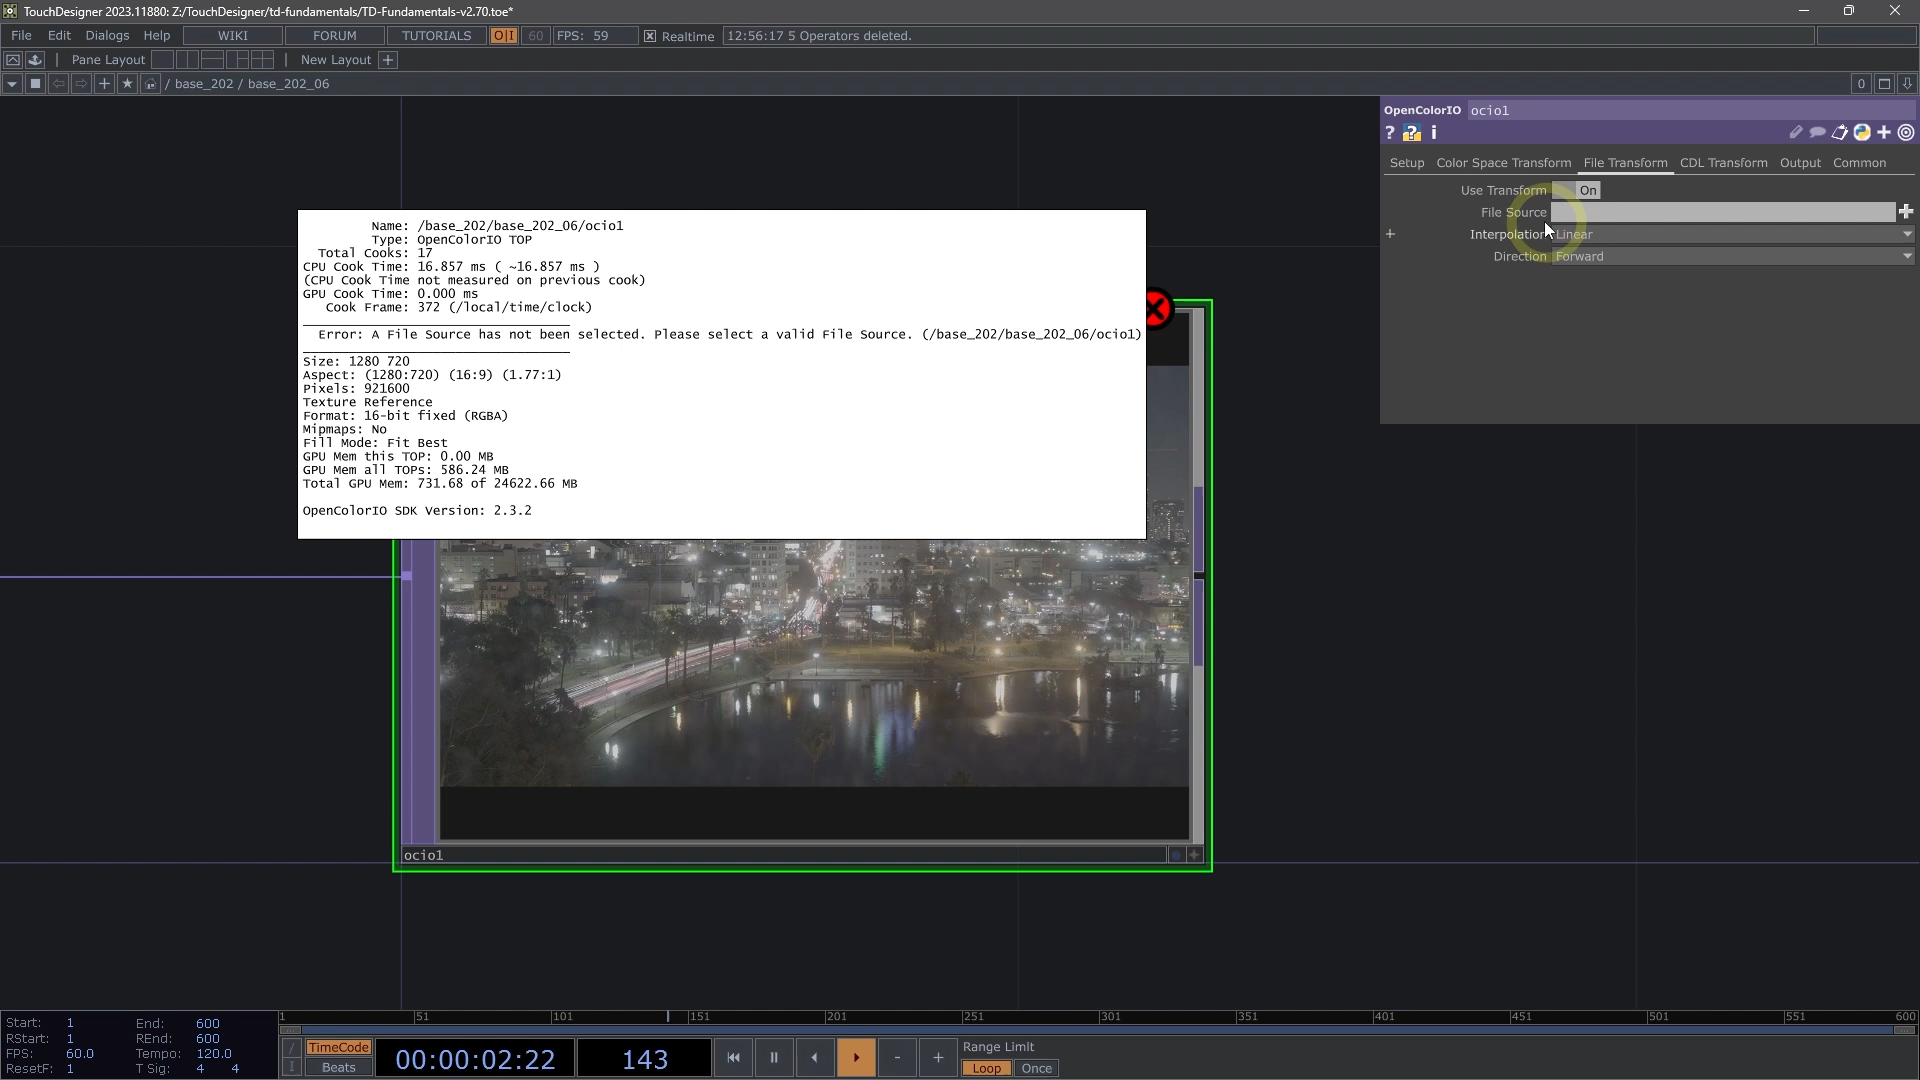 TouchDesigner 2023.11880: Z:/TouchDesigner/td-fundamentals/TD-Fundamentals-v2.70.toe*
File Edit Dialogs Help WIKI FORUM TUTORIALS O|I 60 FPS: 59 Realtime 12:56:17 5 Operators deleted.
Pane Layout New Layout
/ base_202 / base_202_06 0
OpenColorIO ocio1
Setup Color Space Transform File Transform CDL Transform Output Common
Use Transform On
File Source
Interpolation Linear
Direction Forward
Name: /base_202/base_202_06/ocio1
Type: OpenColorIO TOP
Total Cooks: 17
CPU Cook Time: 16.857 ms ( ~16.857 ms )
(CPU Cook Time not measured on previous cook)
GPU Cook Time: 0.000 ms
Cook Frame: 372 (/local/time/clock)
Error: A File Source has not been selected. Please select a valid File Source. (/base_202/base_202_06/ocio1)
Size: 1280 720
Aspect: (1280:720) (16:9) (1.77:1)
Pixels: 921600
Texture Reference
Format: 16-bit fixed (RGBA)
Mipmaps: No
Fill Mode: Fit Best
GPU Mem this TOP: 0.00 MB
GPU Mem all TOPs: 586.24 MB
Total GPU Mem: 731.68 of 24622.66 MB
OpenColorIO SDK Version: 2.3.2
ocio1
1 51 101 151 201 251 301 351 401 451 501 551 600
Start: 1 End: 600
RStart: 1 REnd: 600
FPS: 60.0 Tempo: 120.0
ResetF: 1 T Sig: 4 4
TimeCode
Beats
00:00:02:22 143
Range Limit
Loop Once